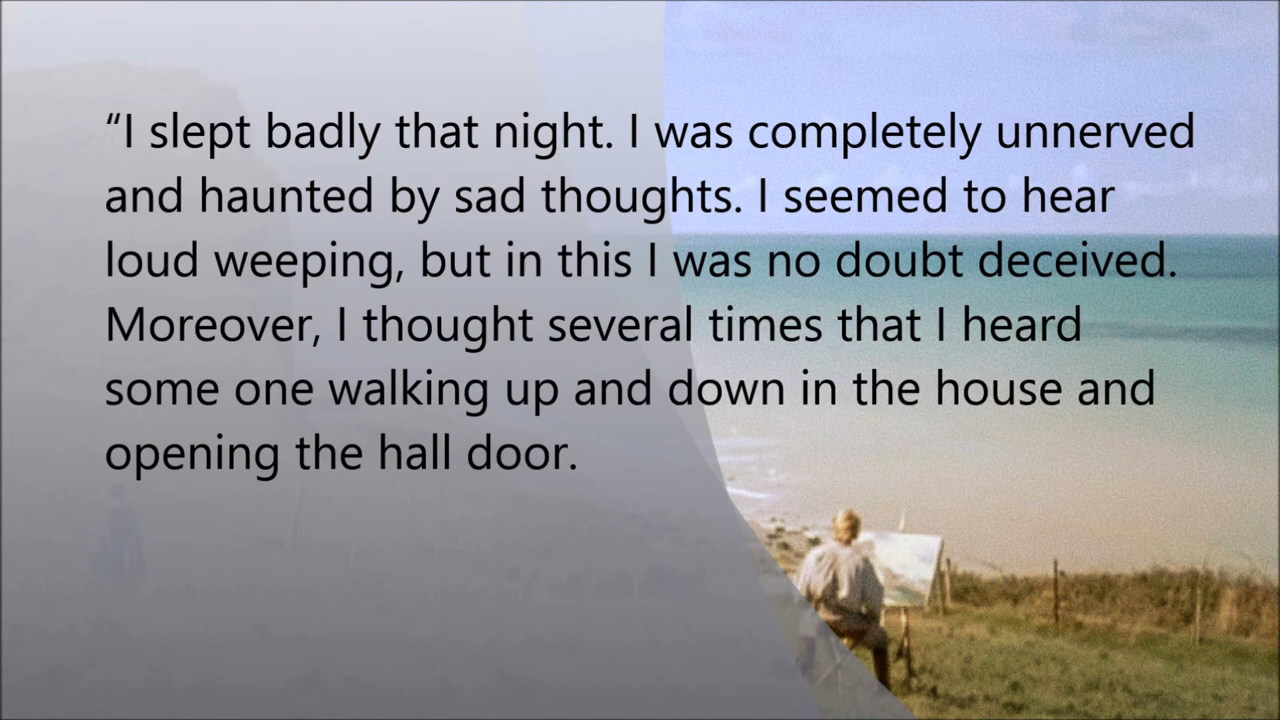 “I slept badly that night. I was completely unnerved
and haunted by sad thoughts. I seemed to hear
loud weeping, but in this I was no doubt deceived.
Moreover, I thought several times that I heard
some one walking up and down in the house and
opening the hall door.